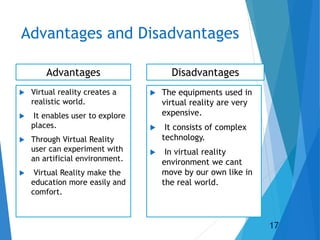 Advantages and Disadvantages
Advantages
Virtual reality creates a
realistic world.
It enables user to explore
places.
Through Virtual Reality
user can experiment with
an artificial environment.
Virtual Reality make the
education more easily and
comfort.
Disadvantages
The equipments used in
virtual reality are very
expensive.
It consists of complex
technology.
In virtual reality
environment we cant
move by our own like in
the real world.
17